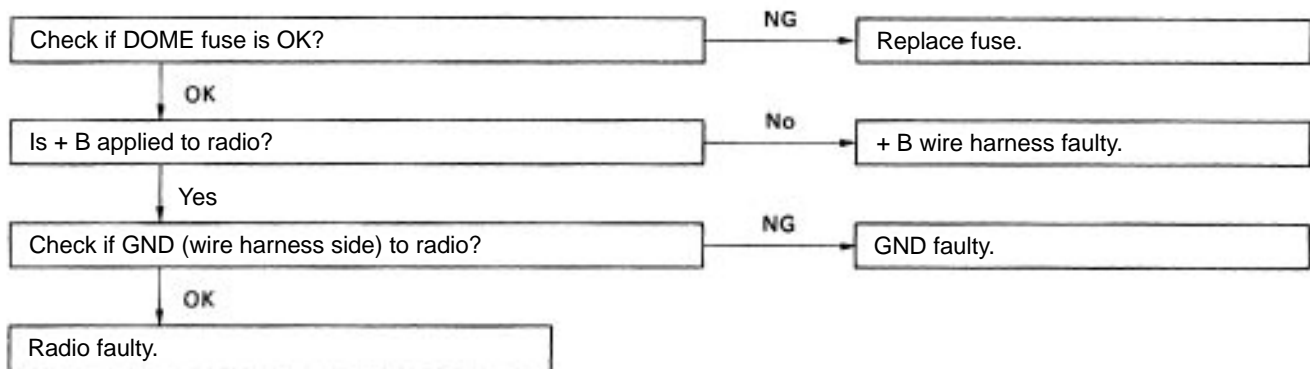 Check if DOME fuse is OK?
NG
Replace fuse.
OK
Is + B applied to radio?
No
+ B wire harness faulty.
Yes
Check if GND (wire harness side) to radio?
NG
GND faulty.
OK
Radio faulty.